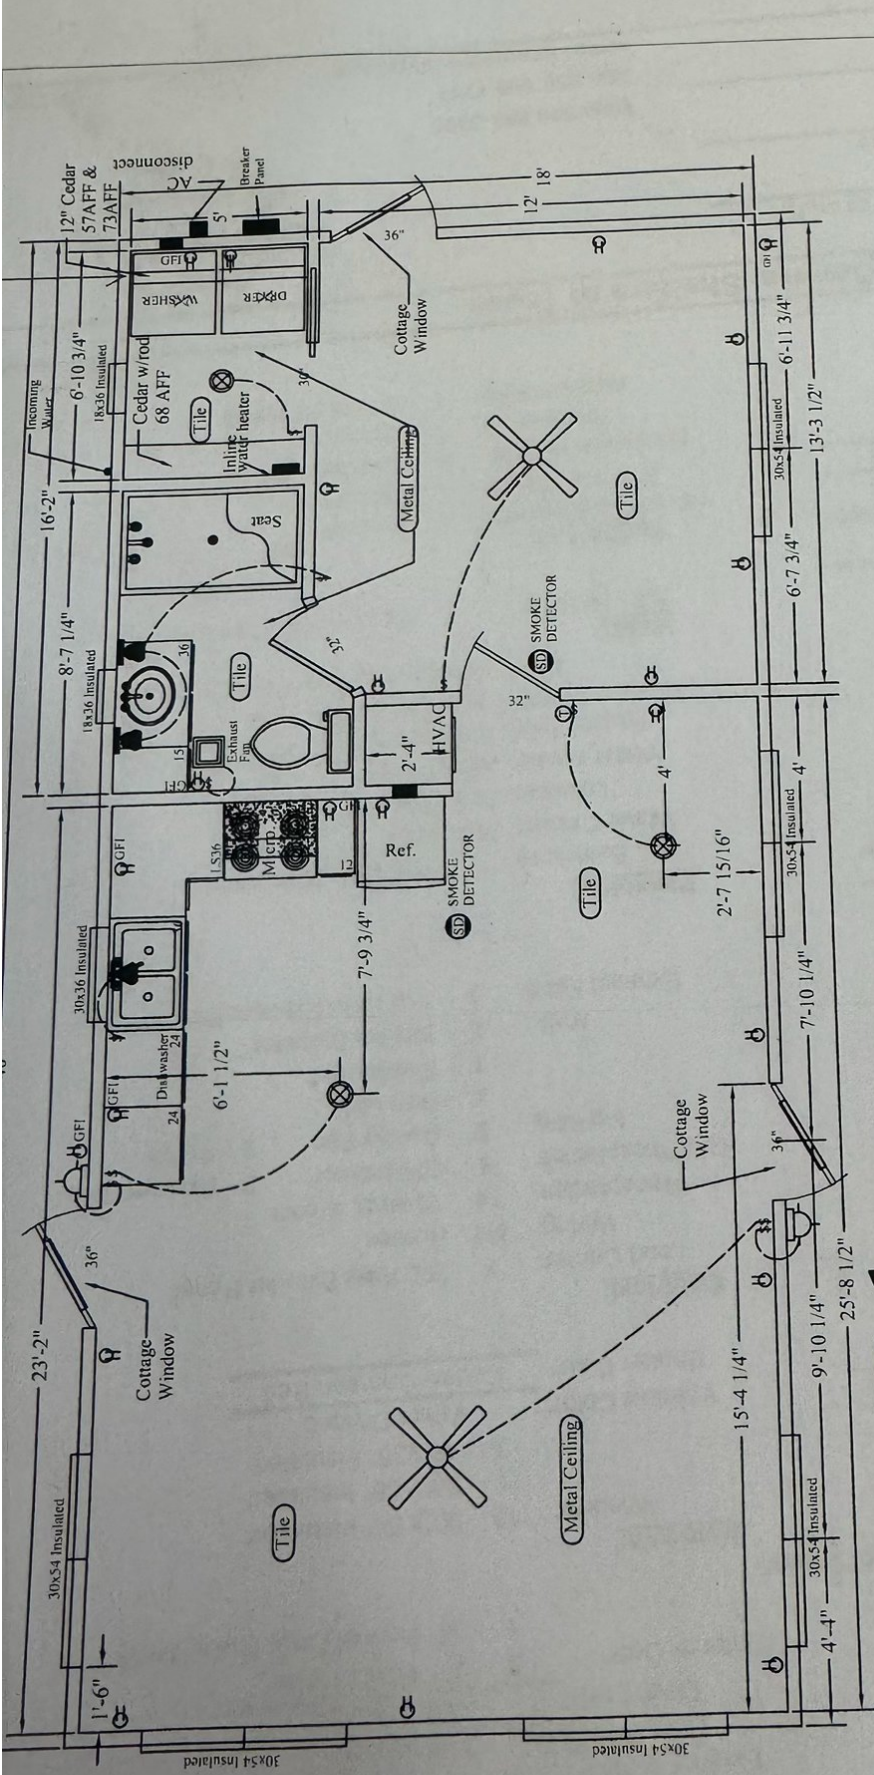 12" Cedar
57AFF &
73AFF
AC
disconnect
Breaker
Panel
5'
18'
12'
Incoming
Water
18x36 Insulated
6'-10 3/4"
16'-2"
8'-7 1/4"
GFI
WASHER
DRYER
Cedar w/rod
68 AFF
Tile
30"
Inline
water heater
36"
Cottage
Window
GFI
6'-11 3/4"
13'-3 1/2"
30x54 Insulated
6'-7 3/4"
Metal Ceiling
Tile
Seat
18x36 Insulated
36
15
Tile
32"
Exhaust
Fan
GFI
2'-4"
HVAC
SD
SMOKE
DETECTOR
32"
T
4'
4'
30x54 Insulated
2'-7 15/16"
GFI
LS36
Micro.
12
GFI
Ref.
SD
SMOKE
DETECTOR
Tile
7'-9 3/4"
30x36 Insulated
Dishwasher
24
24
GFI
GFI
6'-1 1/2"
7'-10 1/4"
36"
Cottage
Window
36"
Cottage
Window
23'-2"
25'-8 1/2"
9'-10 1/4"
15'-4 1/4"
Tile
Metal Ceiling
30x54 Insulated
30x54 Insulated
1'-6"
4'-4"
30x54 Insulated
30x54 Insulated